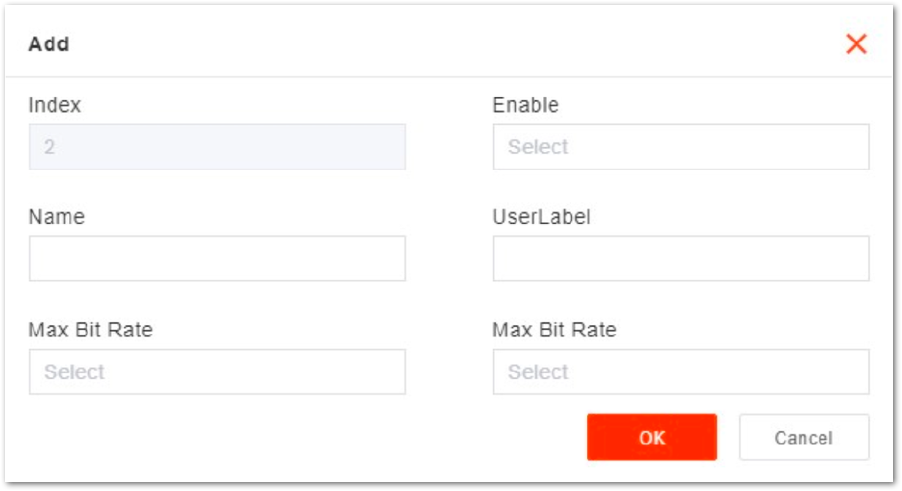 Add
Index
Enable
2
Select
Name
UserLabel
Max Bit Rate
Max Bit Rate
Select
Select
OK
Cancel